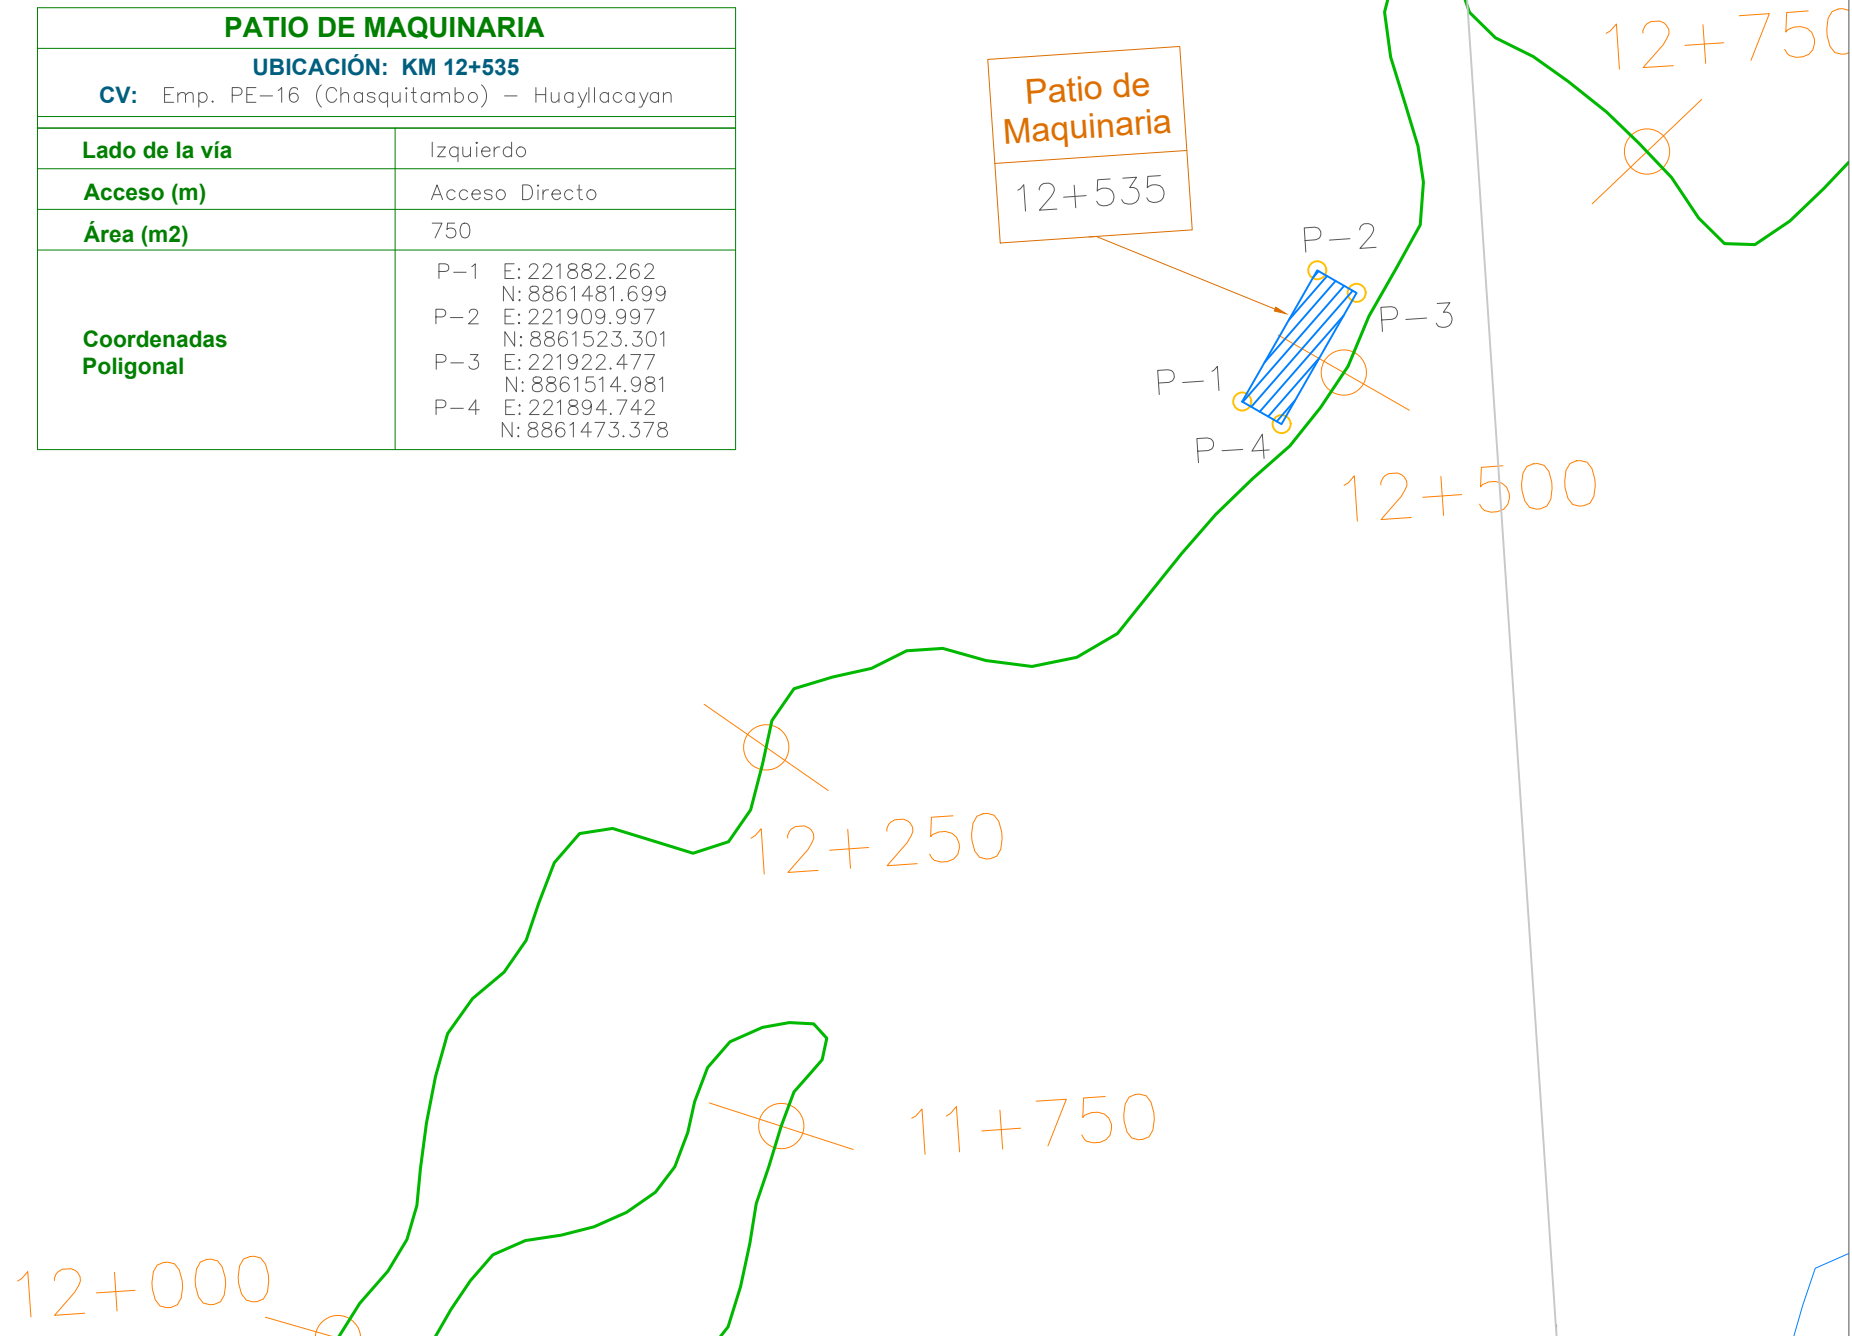 PATIO DE MAQUINARIA
UBICACIÓN: KM 12+535
CV: Emp. PE-16 (Chasquitambo) - Huayllacayan
Lado de la vía Izquierdo
Acceso (m) Acceso Directo
Área (m2) 750
Coordenadas
Poligonal
P-1 E: 221882.262
N: 8861481.699
P-2 E: 221909.997
N: 8861523.301
P-3 E: 221922.477
N: 8861514.981
P-4 E: 221894.742
N: 8861473.378
Patio de
Maquinaria
12+535
12+750
P-2
P-3
P-1
P-4
12+500
12+250
11+750
12+000